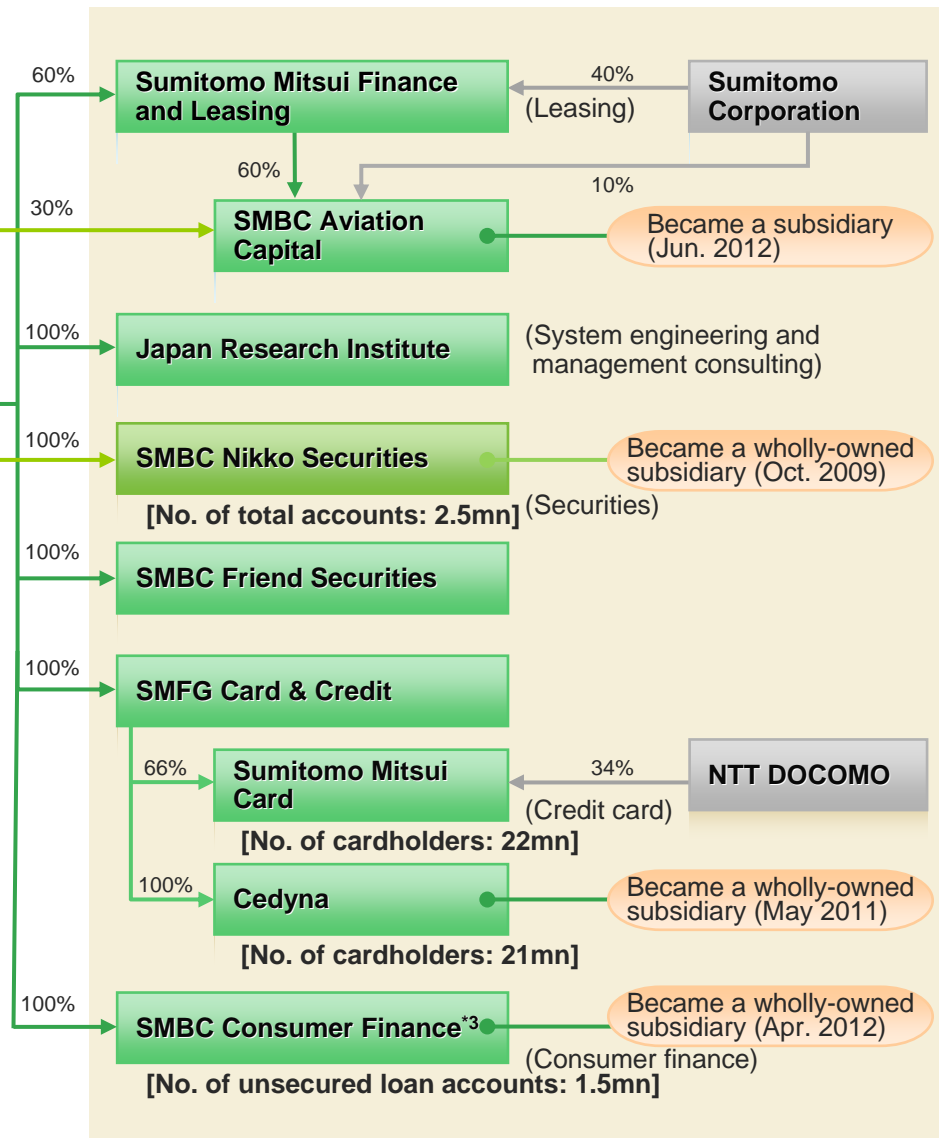 60%
Sumitomo Mitsui Finance
and Leasing
40%
(Leasing)
Sumitomo
Corporation
60%
10%
30%
SMBC Aviation
Capital
Became a subsidiary
(Jun. 2012)
100%
Japan Research Institute
(System engineering and
management consulting)
100%
SMBC Nikko Securities
Became a wholly-owned
subsidiary (Oct. 2009)
[No. of total accounts: 2.5mn]
(Securities)
100%
SMBC Friend Securities
100%
SMFG Card & Credit
66%
Sumitomo Mitsui
Card
34%
(Credit card)
NTT DOCOMO
[No. of cardholders: 22mn]
100%
Cedyna
Became a wholly-owned
subsidiary (May 2011)
[No. of cardholders: 21mn]
100%
SMBC Consumer Finance*3
Became a wholly-owned
subsidiary (Apr. 2012)
(Consumer finance)
[No. of unsecured loan accounts: 1.5mn]